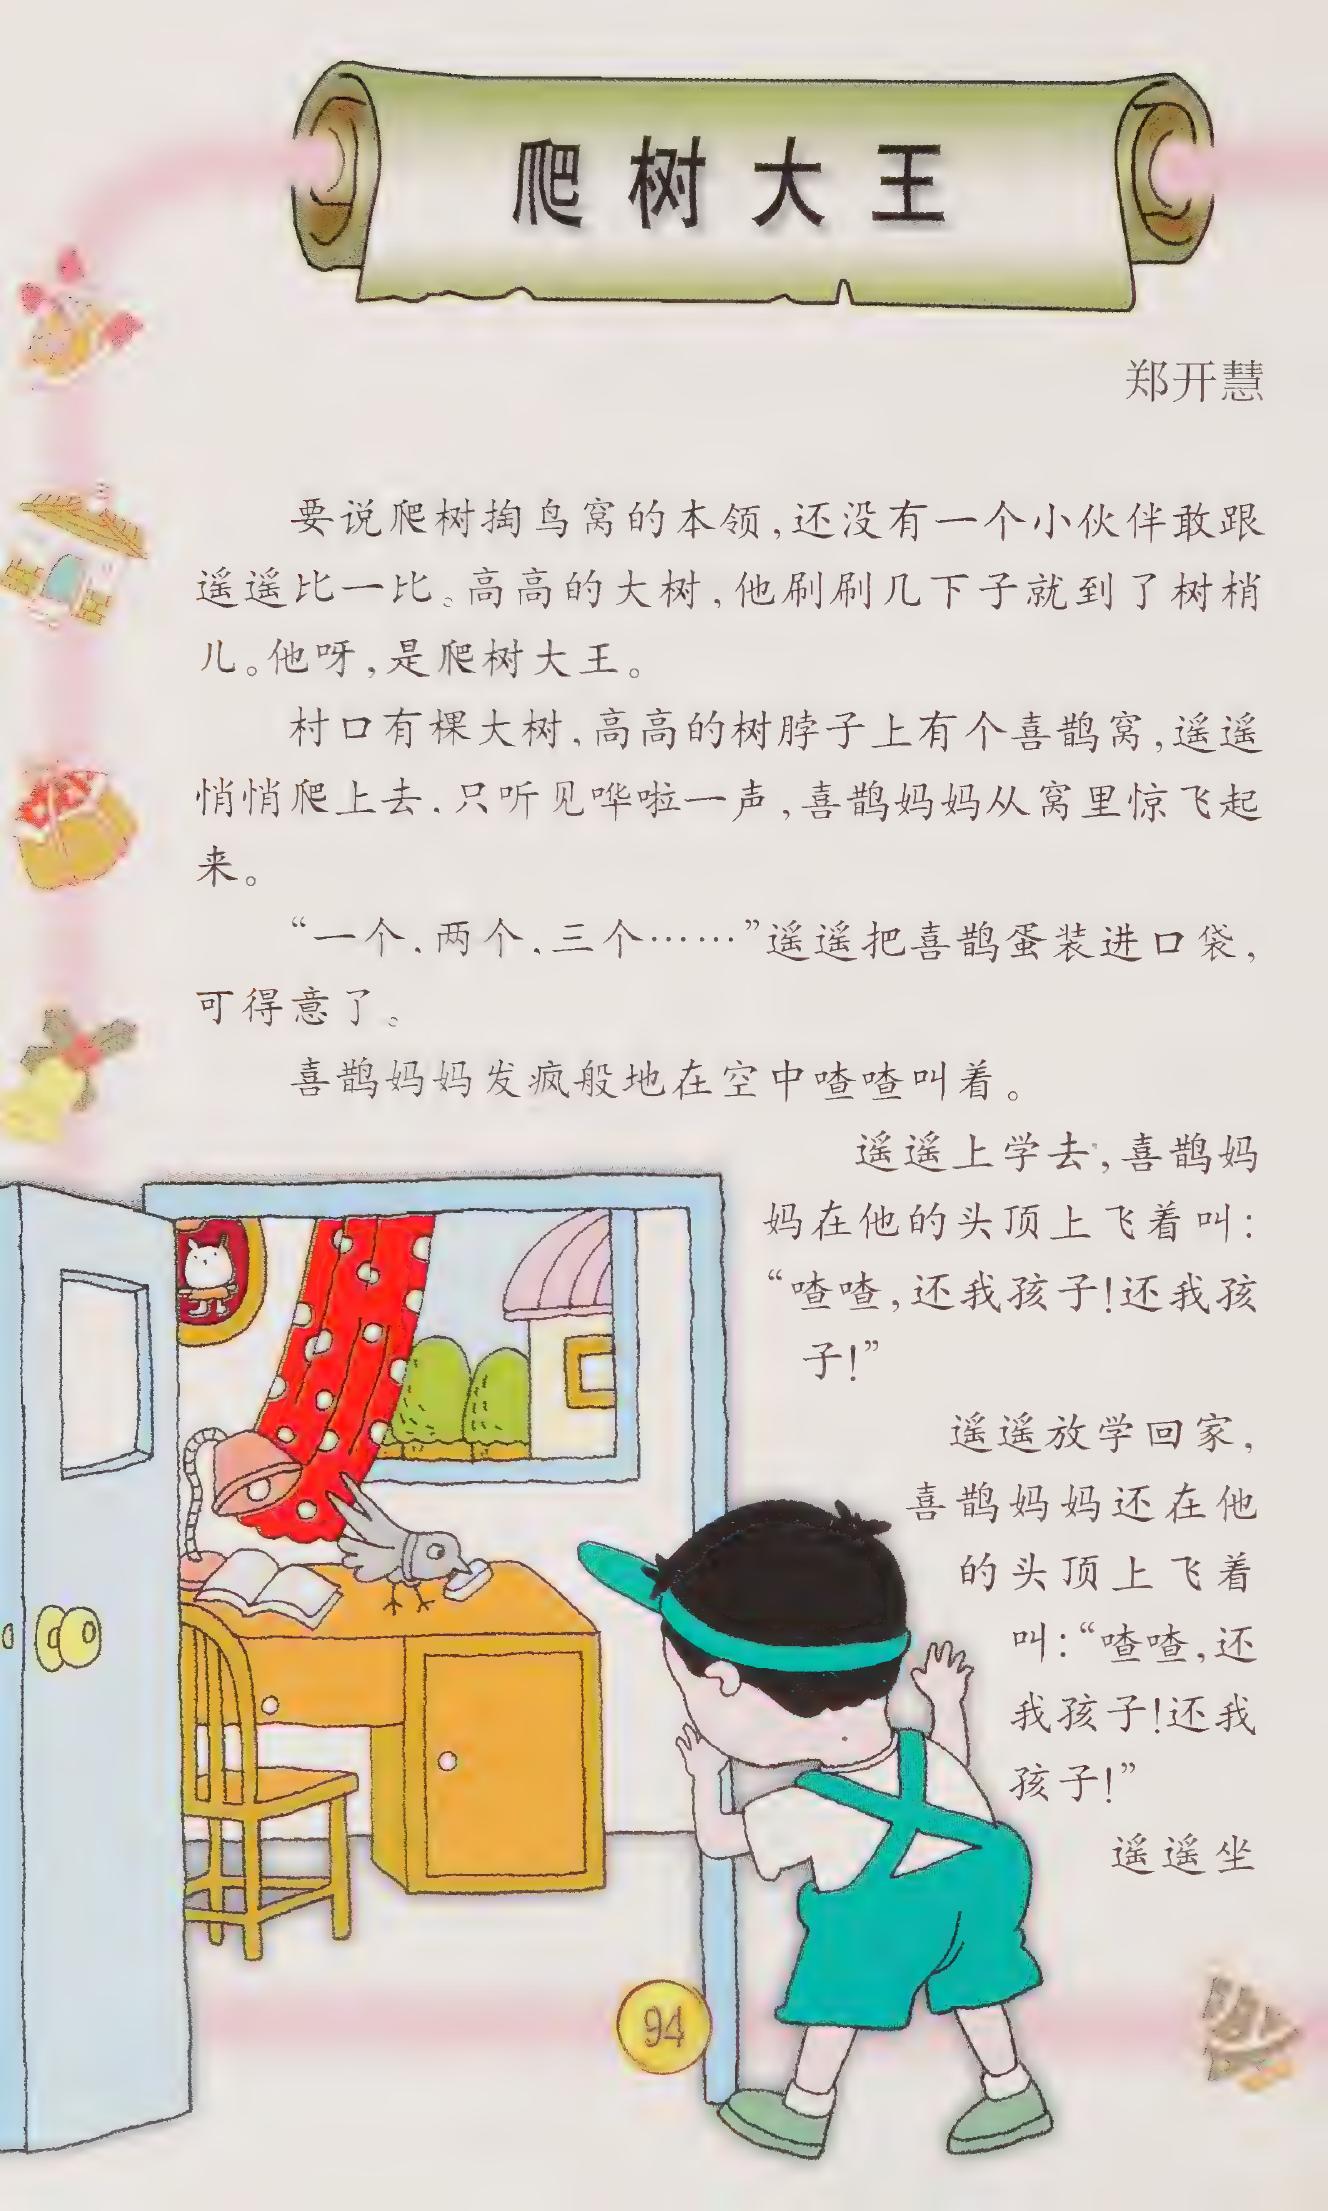 爬树大王
郑开慧
要说爬树掏鸟窝的本领,还没有一个小伙伴敢跟
遥遥比一比。高高的大树,他刷刷几下子就到了树梢
儿。他呀,是爬树大王。
村口有棵大树,高高的树脖子上有个喜鹊窝,遥遥
悄悄爬上去.只听见哗啦一声,喜鹊妈妈从窝里惊飞起
来。
“一个.两个.三个……”遥遥把喜鹊蛋装进口袋,
可得意了。
喜鹊妈妈发疯般地在空中喳喳叫着。
遥遥上学去,喜鹊妈
妈在他的头顶上飞着叫:
“喳喳,还我孩子!还我孩
子!”
遥遥放学回家,
喜鹊妈妈还在他
的头顶上飞着
叫:“喳喳,还
我孩子!还我
孩子!”
遥遥坐
94